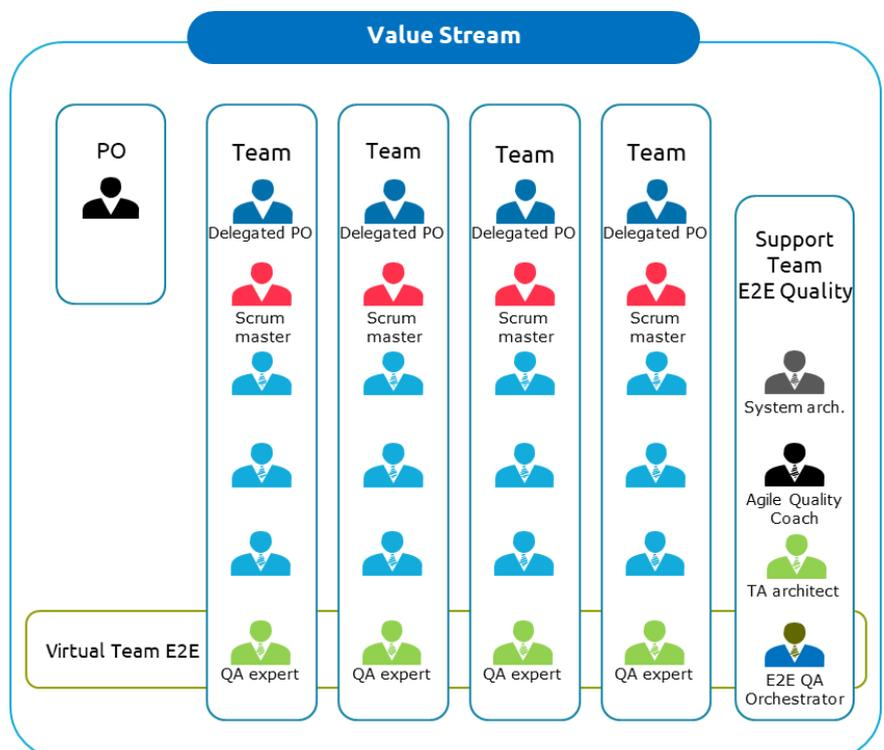 Value Stream
PO
Team
Delegated PO
Scrum
master
QA expert
Team
Delegated PO
Scrum
master
QA expert
Team
Delegated PO
Scrum
master
QA expert
Team
Delegated PO
Scrum
master
QA expert
Support
Team
E2E Quality
System arch.
Agile Quality
Coach
TA architect
E2E QA
Orchestrator
Virtual Team E2E